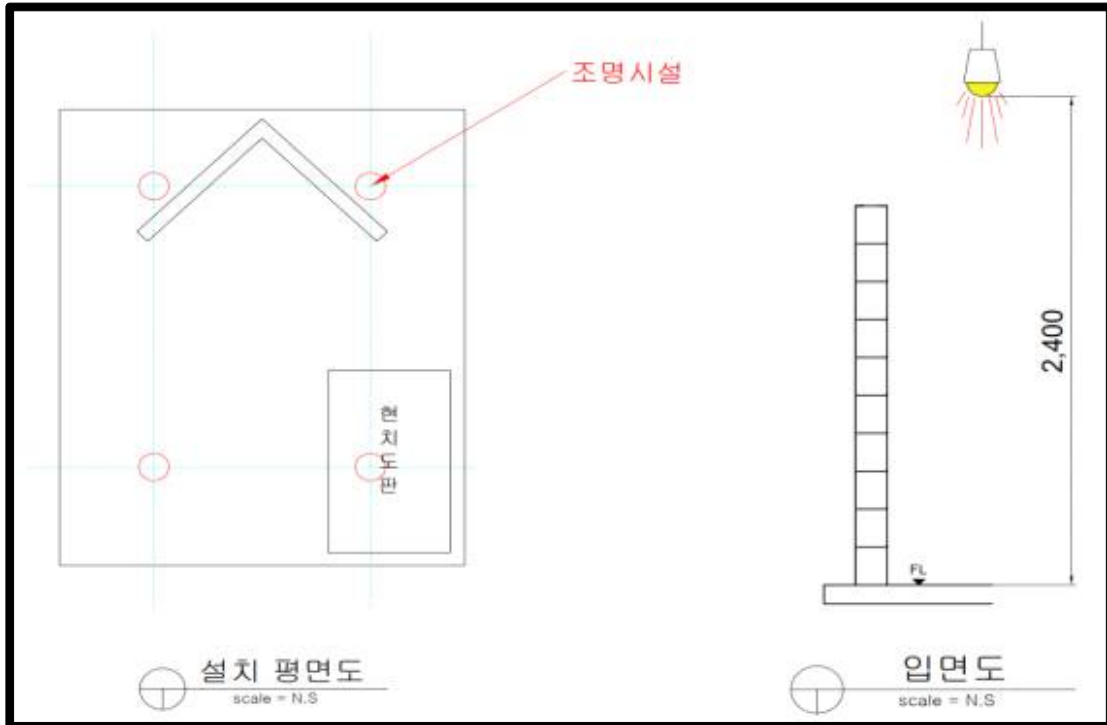 조명시설
현치도판
2,400
FL
설치 평면도
scale = N.S
입면도
scale = N.S